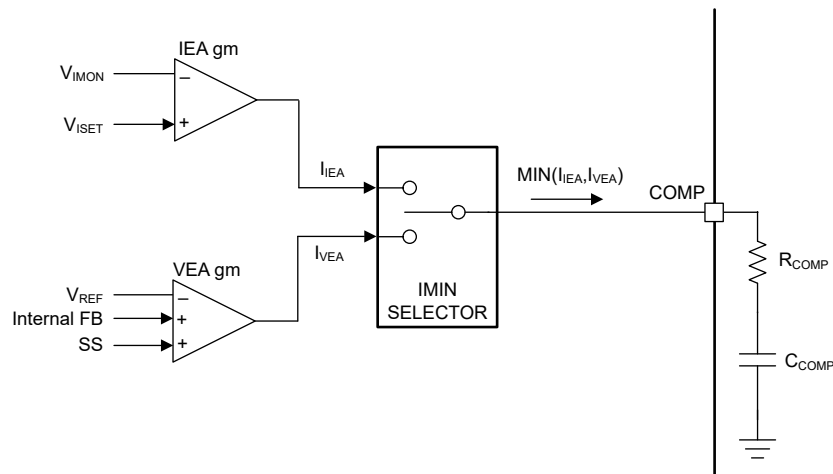 IEA gm
VIMON
−
VISET
+
IIEA
MIN(IIEA,IVEA)
COMP
RCOMP
IVEA
VEA gm
IMIN
SELECTOR
VREF
−
Internal FB
+
SS
+
CCOMP